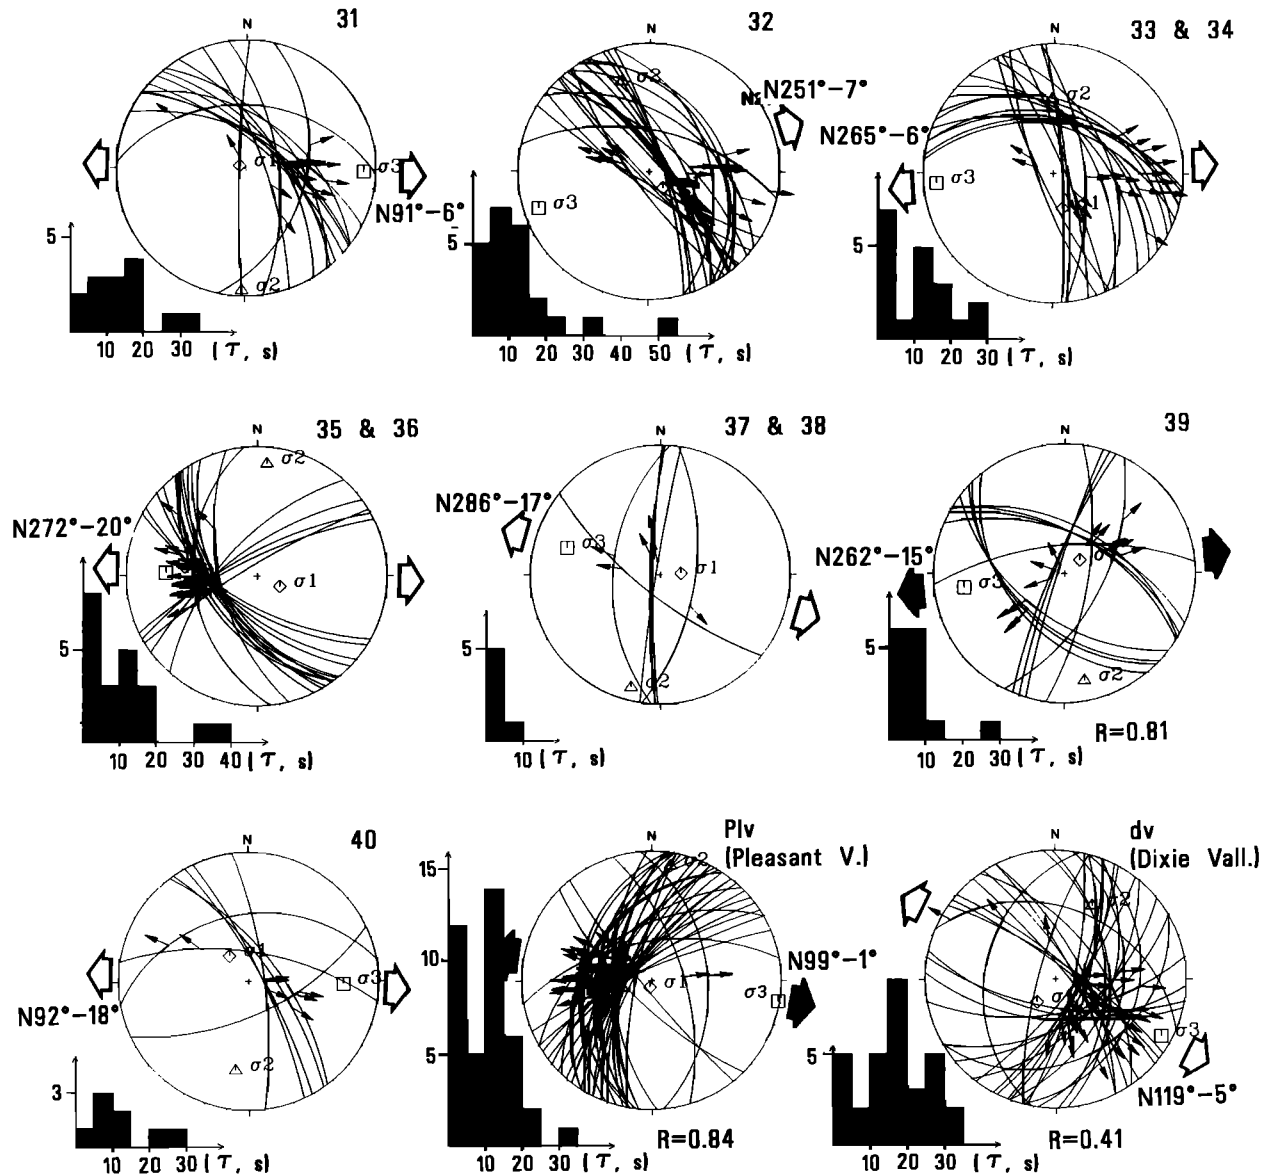 31
N
σ1
σ3
N91°-6°
σ2
5
10 20 30 (τ, s)
32
N
σ2
N251°-7°
σ3
5
10 20 30 40 50 (τ, s)
33 & 34
N
σ2
N265°-6°
σ3
5
10 20 30 (τ, s)
35 & 36
N
σ2
N272°-20°
σ1
5
10 20 30 40 (τ, s)
37 & 38
N
N286°-17°
σ3
σ1
σ2
5
10 (τ, s)
39
N
N262°-15°
σ3
σ2
5
10 20 30 (τ, s)
R=0.81
40
N
σ1
σ3
N92°-18°
σ2
3
10 20 30 (τ, s)
Plv
(Pleasant V.)
N
σ2
15
10
5
0
N99°-1°
σ1
σ3
10 20 30 (τ, s)
R=0.84
dv
(Dixie Vall.)
N
σ2
σ3
N119°-5°
5
10 20 30 (τ, s)
R=0.41